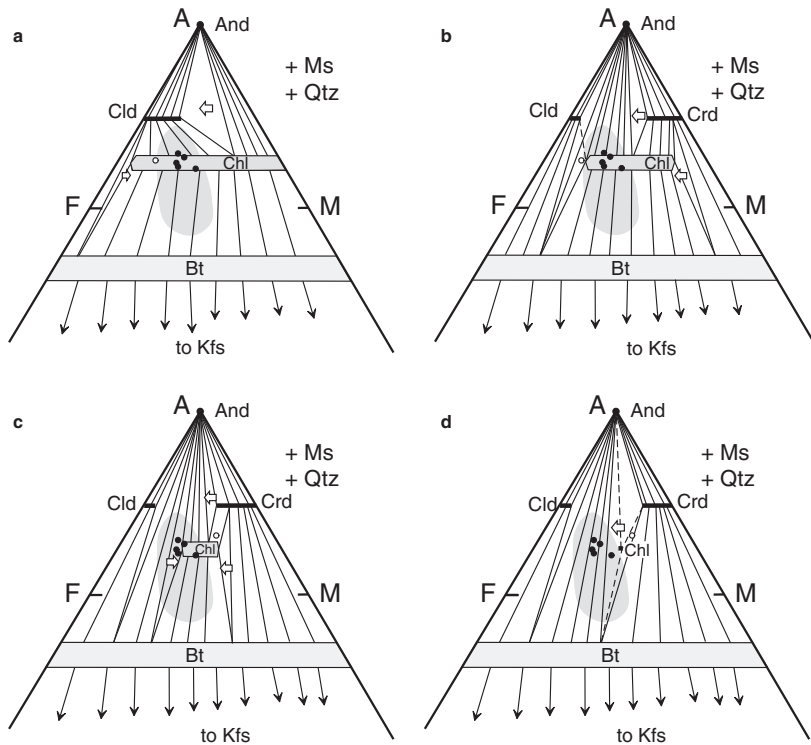 a
A And
+ Ms
+ Qtz
Cld
Chl
F M
Bt
to Kfs
b
A And
+ Ms
+ Qtz
Cld Crd
Chl
F M
Bt
to Kfs
c
A And
+ Ms
+ Qtz
Cld Crd
Chl
F M
Bt
to Kfs
d
A And
+ Ms
+ Qtz
Cld Crd
Chl
F M
Bt
to Kfs